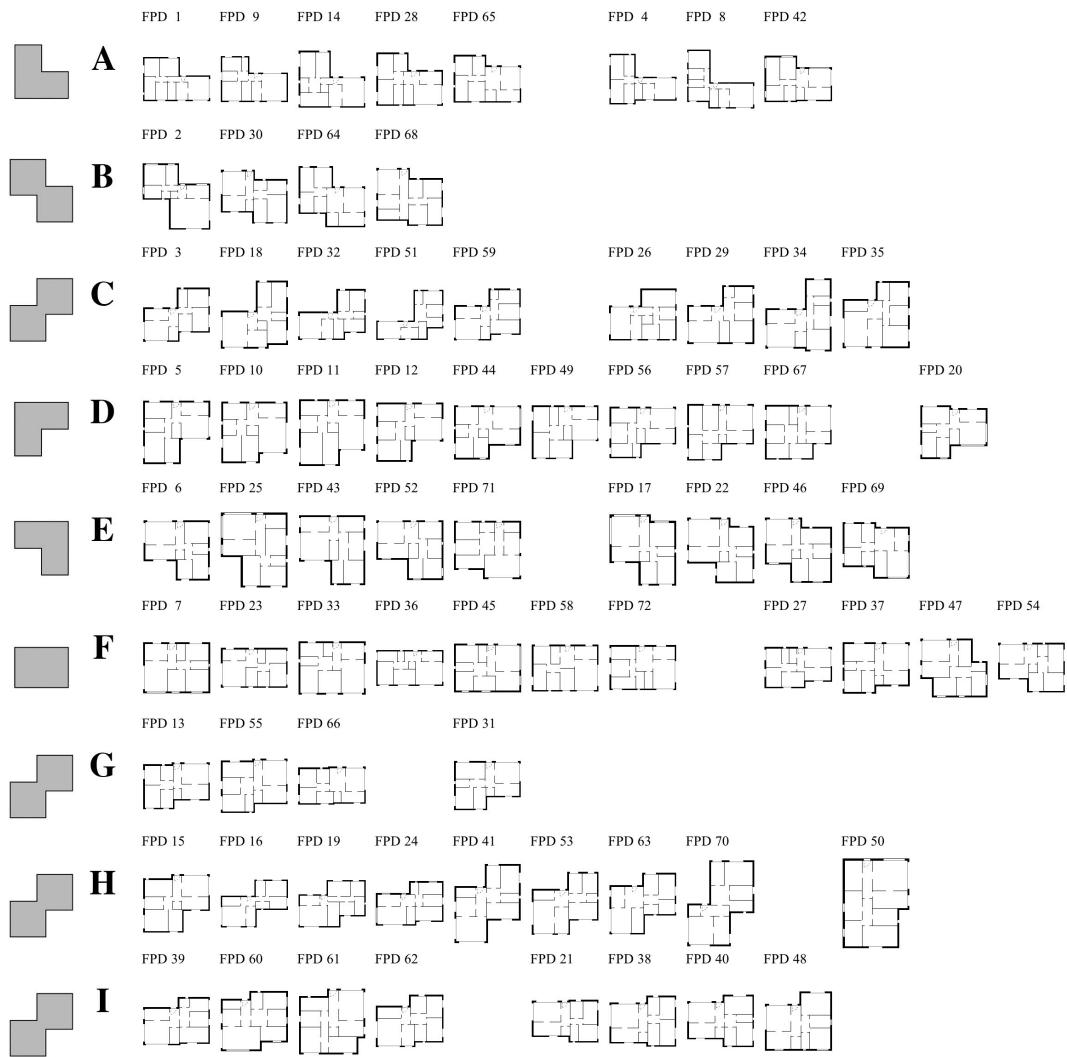 FPD 1 FPD 9 FPD 14 FPD 28 FPD 65 FPD 4 FPD 8 FPD 42
A
FPD 2 FPD 30 FPD 64 FPD 68
B
FPD 3 FPD 18 FPD 32 FPD 51 FPD 59 FPD 26 FPD 29 FPD 34 FPD 35
C
FPD 5 FPD 10 FPD 11 FPD 12 FPD 44 FPD 49 FPD 56 FPD 57 FPD 67 FPD 20
D
FPD 6 FPD 25 FPD 43 FPD 52 FPD 71 FPD 17 FPD 22 FPD 46 FPD 69
E
FPD 7 FPD 23 FPD 33 FPD 36 FPD 45 FPD 58 FPD 72 FPD 27 FPD 37 FPD 47 FPD 54
F
FPD 13 FPD 55 FPD 66 FPD 31
G
FPD 15 FPD 16 FPD 19 FPD 24 FPD 41 FPD 53 FPD 63 FPD 70 FPD 50
H
FPD 39 FPD 60 FPD 61 FPD 62 FPD 21 FPD 38 FPD 40 FPD 48
I